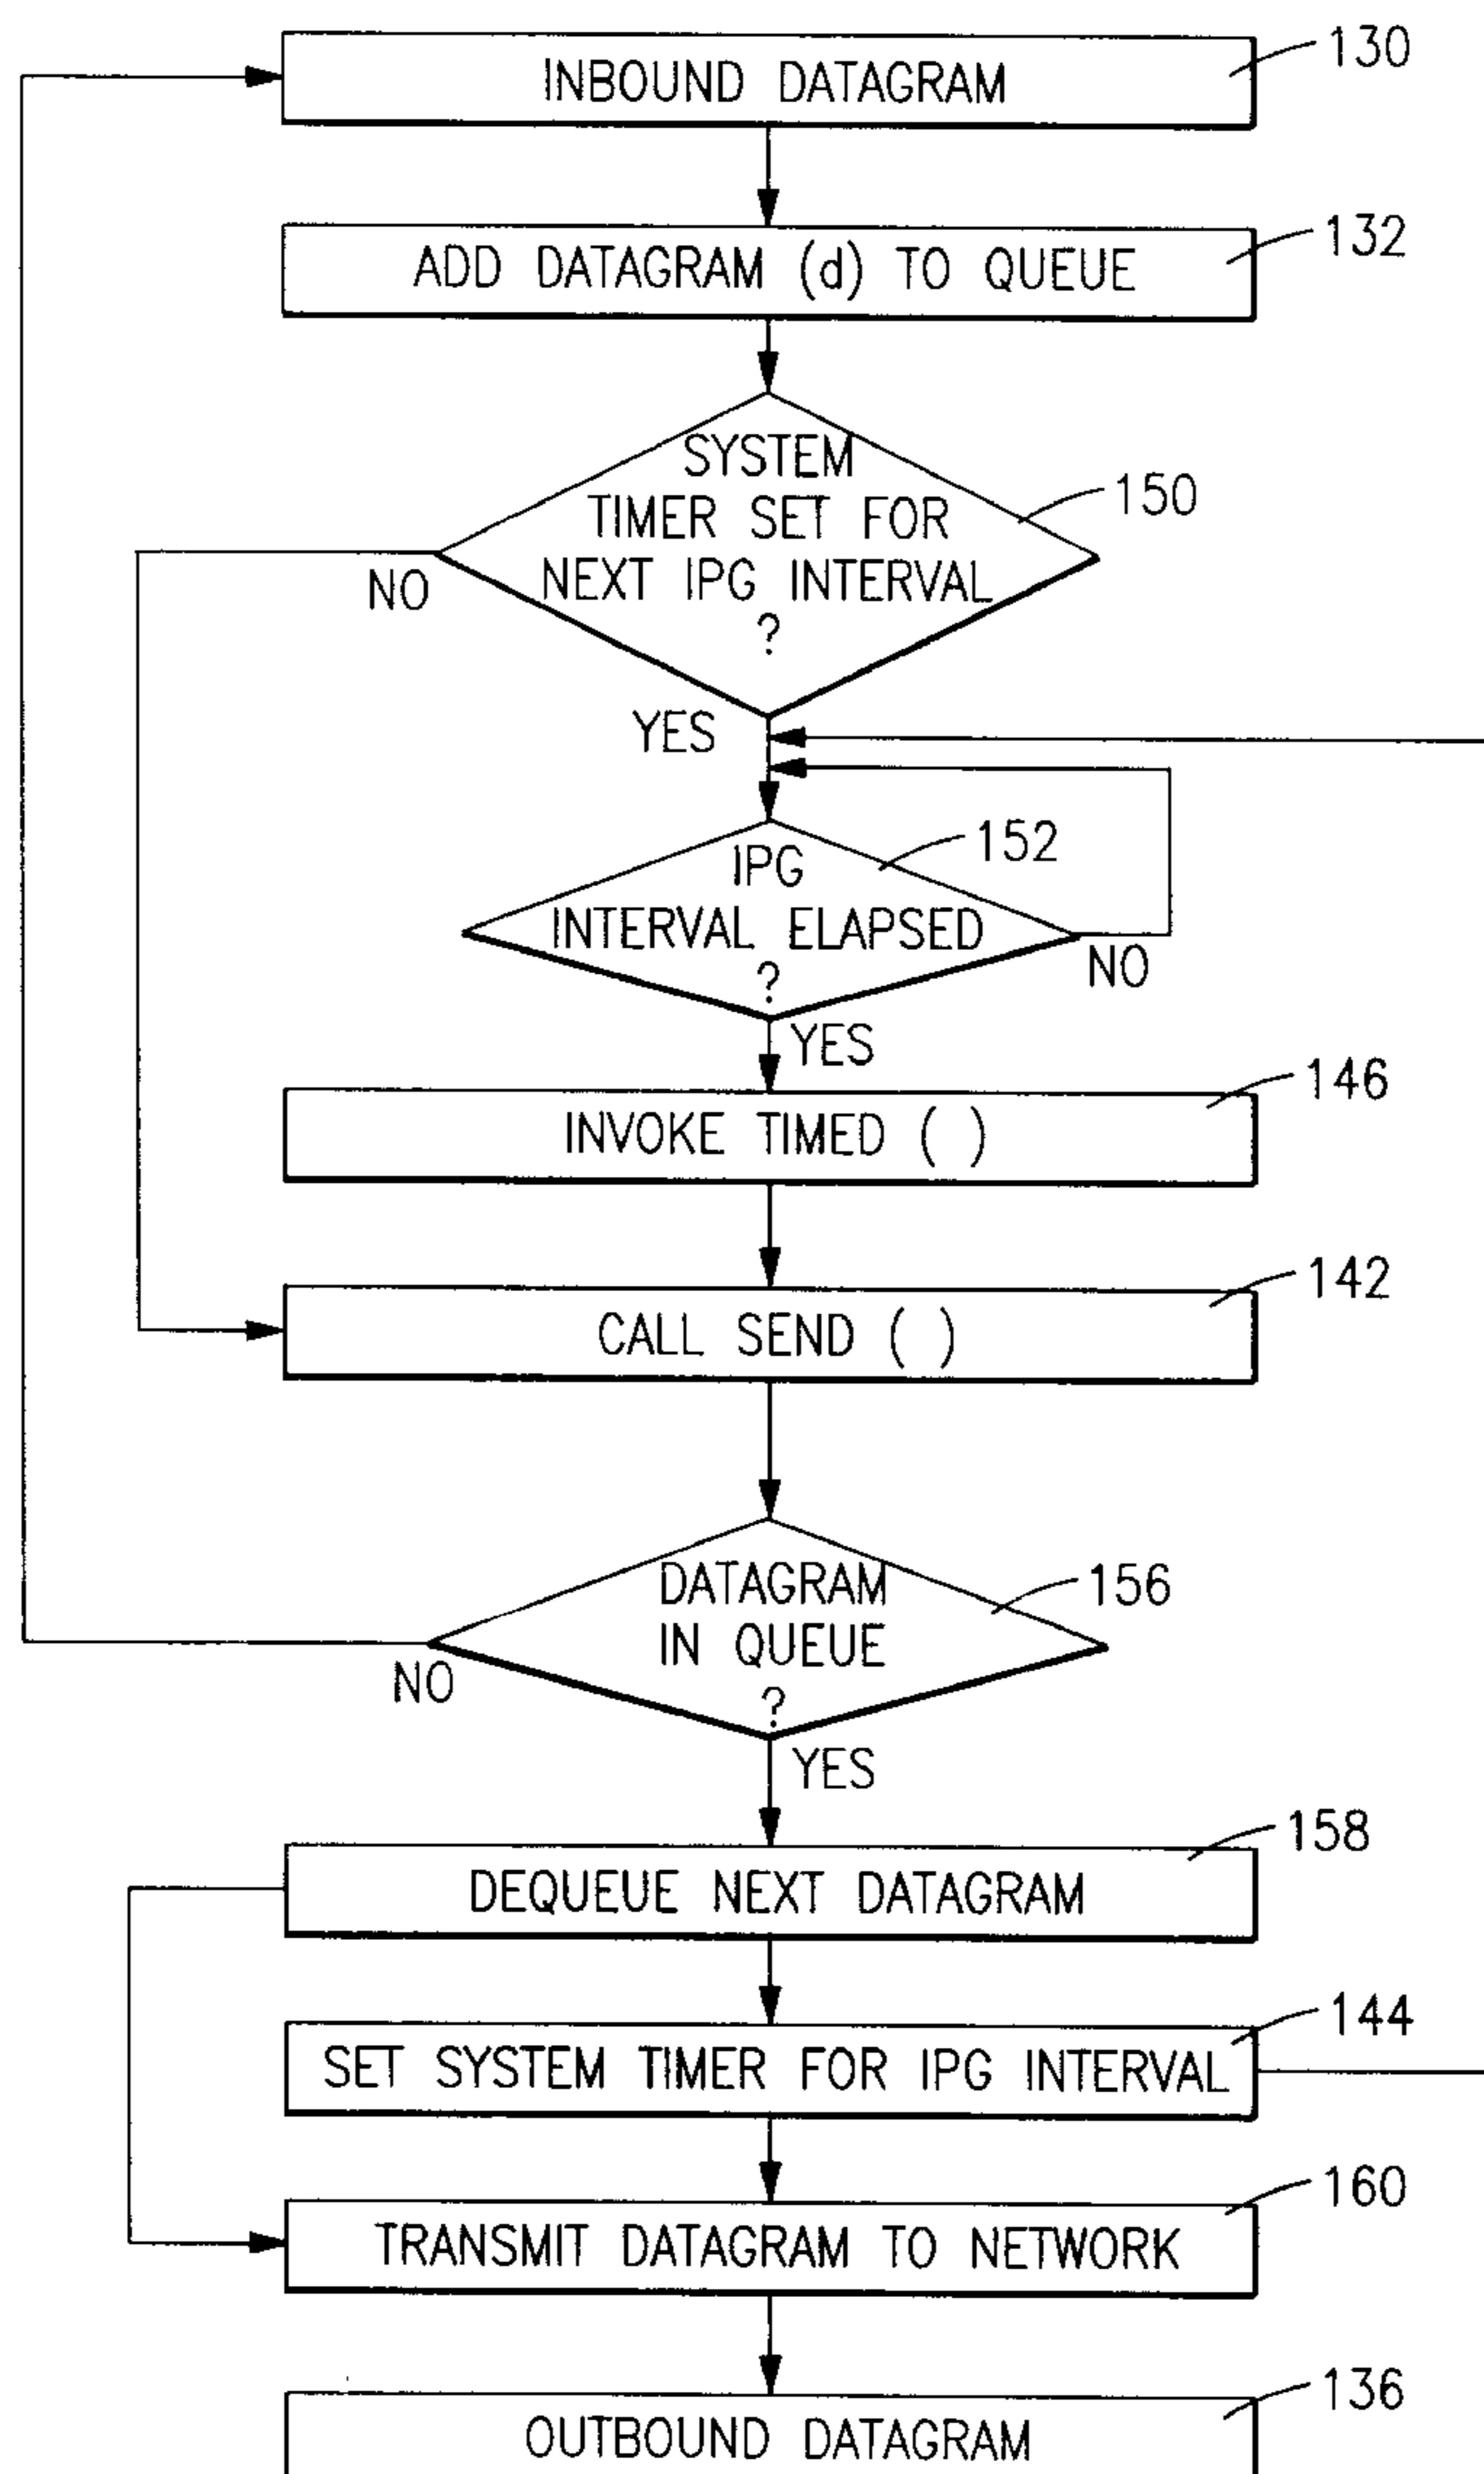 INBOUND DATAGRAM
130
ADD DATAGRAM (d) TO QUEUE
132
SYSTEM
TIMER SET FOR
NEXT IPG INTERVAL
?
150
NO
YES
IPG
INTERVAL ELAPSED
?
152
NO
YES
INVOKE TIMED ( )
146
CALL SEND ( )
142
DATAGRAM
IN QUEUE
?
156
NO
YES
DEQUEUE NEXT DATAGRAM
158
SET SYSTEM TIMER FOR IPG INTERVAL
144
TRANSMIT DATAGRAM TO NETWORK
160
OUTBOUND DATAGRAM
136